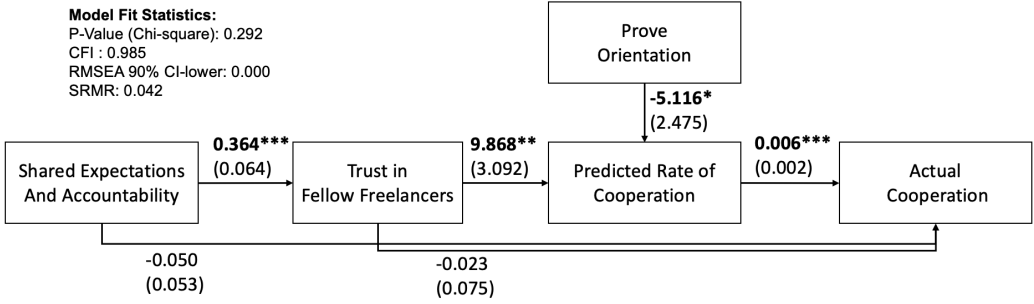 Model Fit Statistics:
P-Value (Chi-square): 0.292
CFI : 0.985
RMSEA 90% CI-lower: 0.000
SRMR: 0.042
Prove
Orientation
-5.116*
(2.475)
0.364***
(0.064)
9.868**
(3.092)
0.006***
(0.002)
Shared Expectations
And Accountability
Trust in
Fellow Freelancers
Predicted Rate of
Cooperation
Actual
Cooperation
-0.050
(0.053)
-0.023
(0.075)